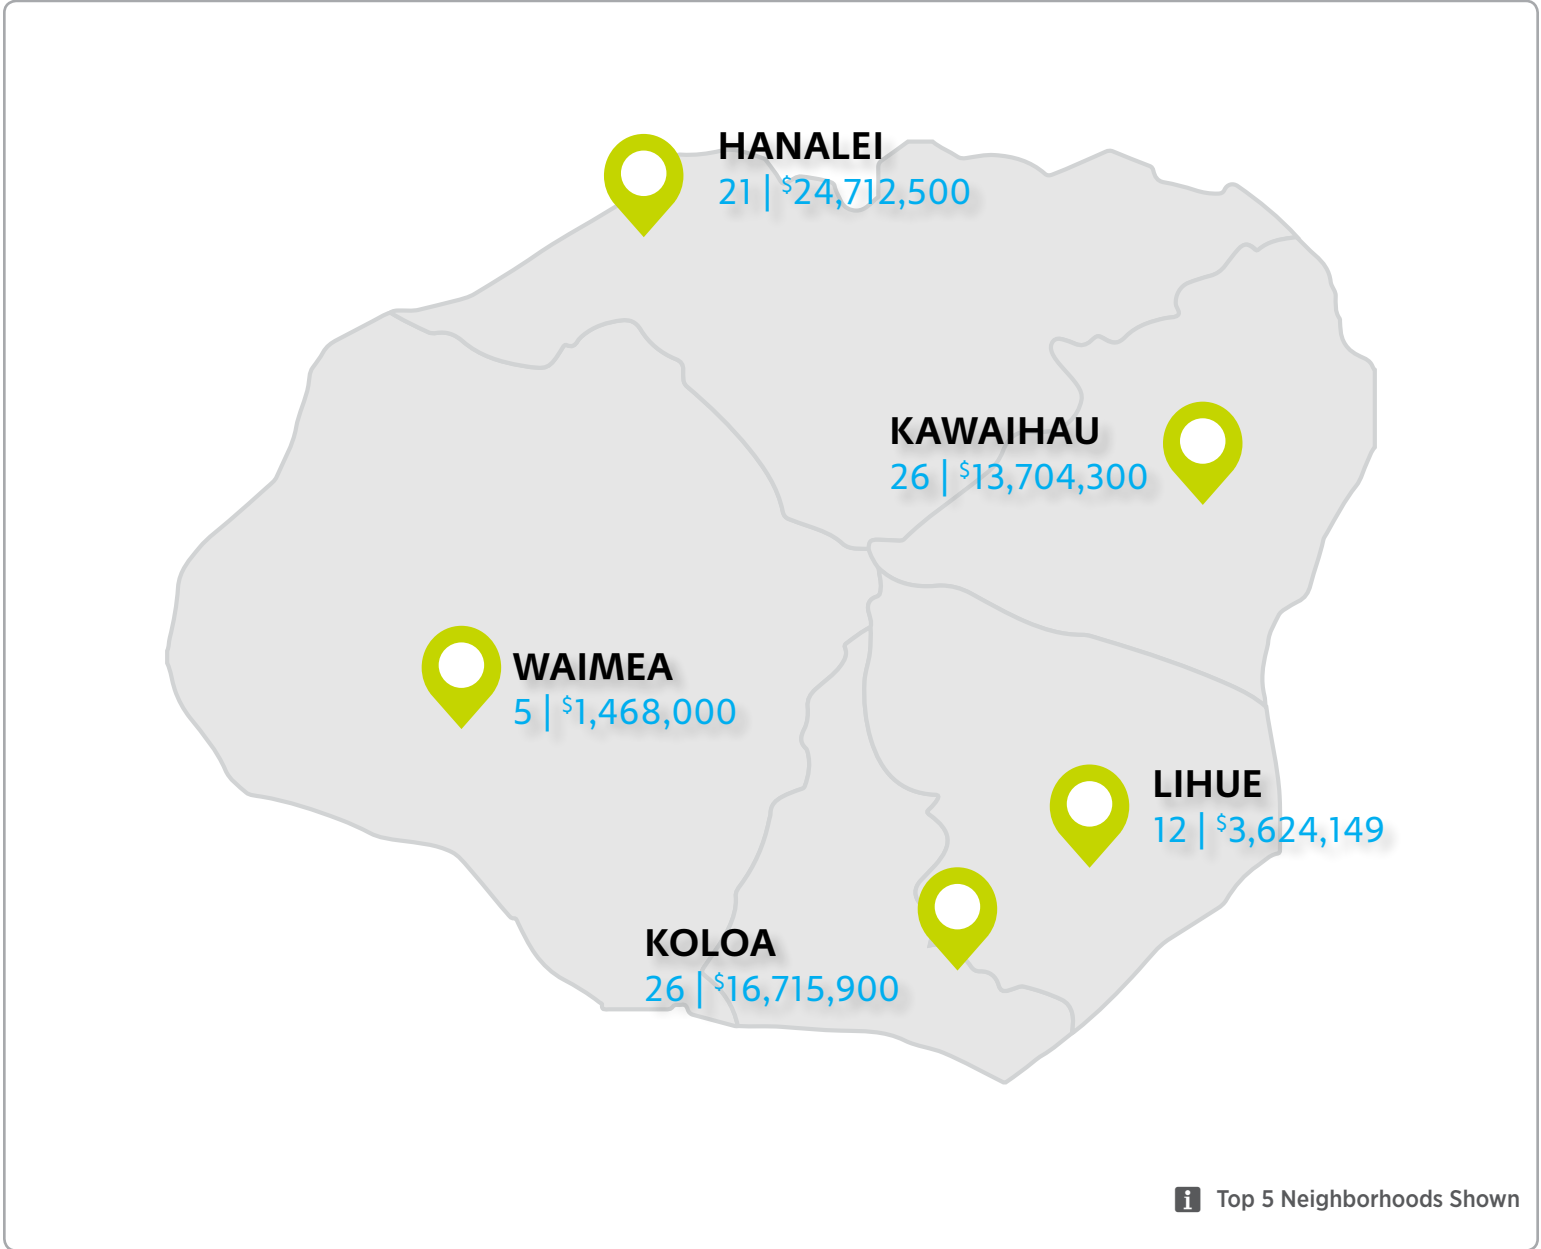 HANALEI
21 | $24,712,500
KAWAIHAU
26 | $13,704,300
WAIMEA
5 | $1,468,000
LIHUE
12 | $3,624,149
KOLOA
26 | $16,715,900
i Top 5 Neighborhoods Shown